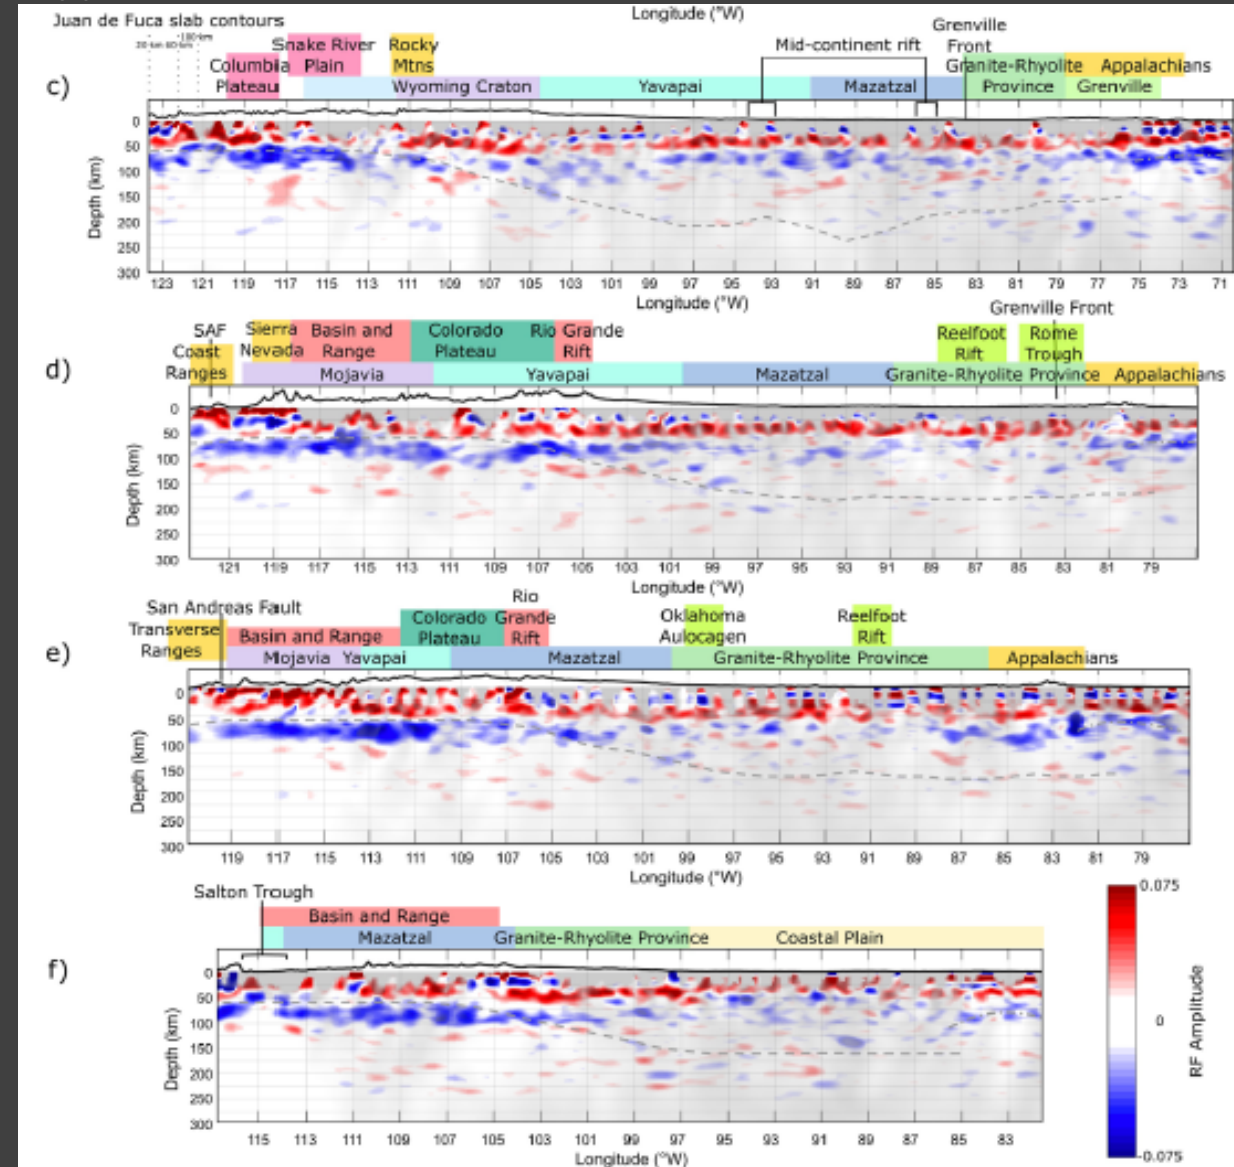 Longitude (°W)
Juan de Fuca slab contours
100 km
Grenville
Front
Snake River
Plain
Rocky
Mtns
Mid-continent rift
Columbia
Plateau
Granite-Rhyolite
Province
Appalachians
c)
Wyoming Craton
Yavapai
Mazatzal
Grenville
0
50
100
150
200
250
300
Depth (km)
123 121 119 117 115 113 111 109 107 105 103 101 99 97 95 93 91 89 87 85 83 81 79 77 75 73 71
Longitude (°W)
Grenville Front
SAF
Coast
Ranges
Sierra
Nevada
Basin and
Range
Colorado
Plateau
Rio Grande
Rift
Reelfoot
Rift
Rome
Trough
d)
Mojavia
Yavapai
Mazatzal
Granite-Rhyolite Province
Appalachians
0
50
100
150
200
250
300
Depth (km)
121 119 117 115 113 111 109 107 105 103 101 99 97 95 93 91 89 87 85 83 81 79
Longitude (°W)
San Andreas Fault
Transverse
Ranges
Basin and Range
Colorado
Plateau
Rio
Grande
Rift
Oklahoma
Aulocagen
Reelfoot
Rift
e)
Mojavia
Yavapai
Mazatzal
Granite-Rhyolite Province
Appalachians
0
50
100
150
200
250
300
Depth (km)
119 117 115 113 111 109 107 105 103 101 99 97 95 93 91 89 87 85 83 81 79
Longitude (°W)
Salton Trough
Basin and Range
f)
Mazatzal
Granite-Rhyolite Province
Coastal Plain
0
50
100
150
200
250
300
Depth (km)
115 113 111 109 107 105 103 101 99 97 95 93 91 89 87 85 83
Longitude (°W)
0.075
0
-0.075
RF Amplitude